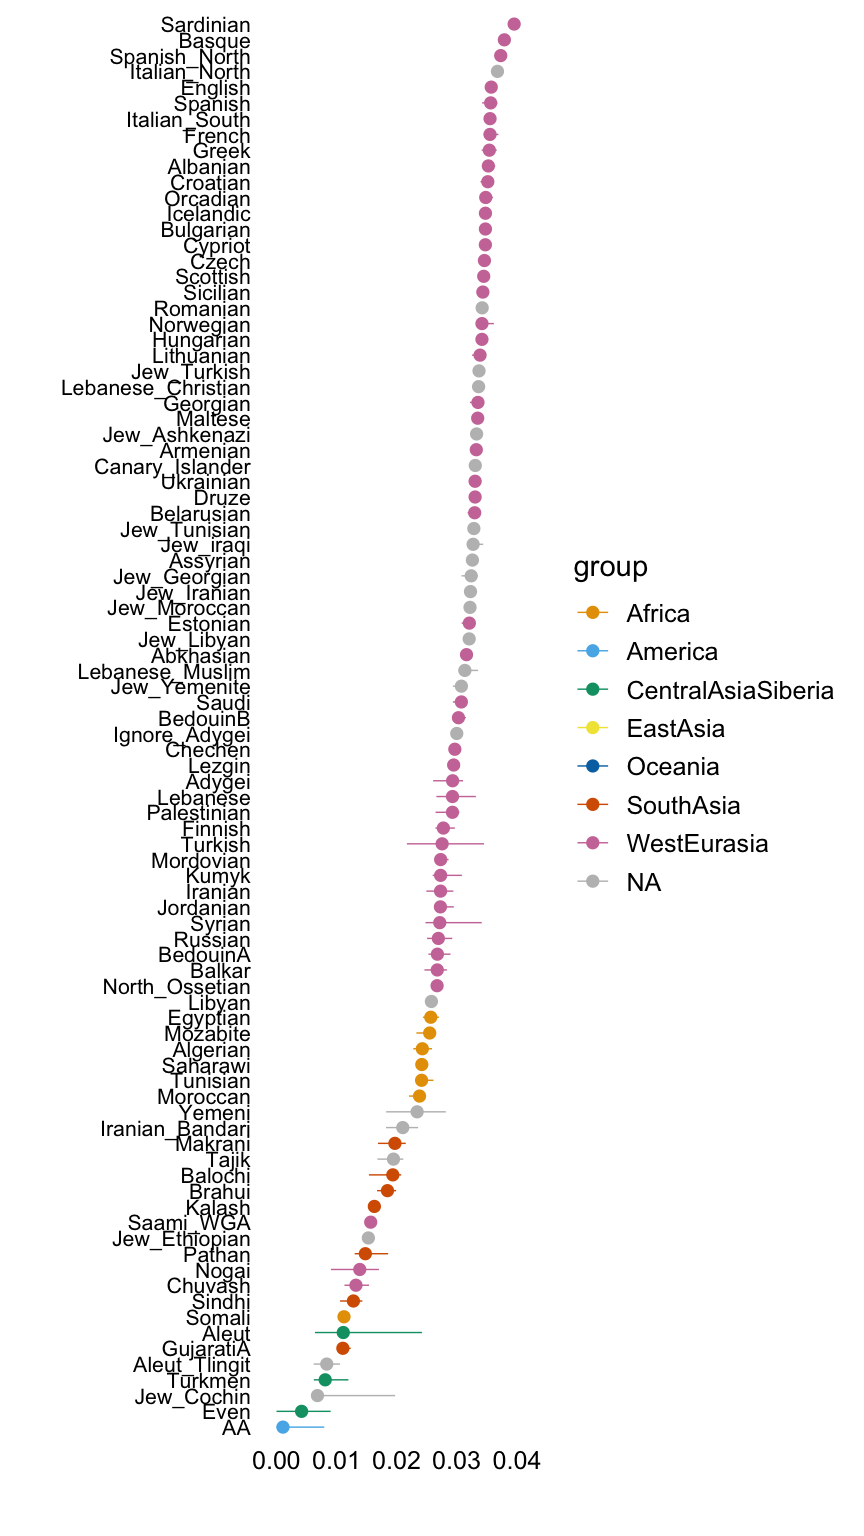 Sardinian
Basque
Spanish_North
Italian_North
English
Spanish
Italian_South
French
Greek
Albanian
Croatian
Orcadian
Icelandic
Bulgarian
Cypriot
Czech
Scottish
Sicilian
Romanian
Norwegian
Hungarian
Lithuanian
Jew_Turkish
Lebanese_Christian
Georgian
Maltese
Jew_Ashkenazi
Armenian
Canary_Islander
Ukrainian
Druze
Belarusian
Jew_Tunisian
Jew_iraqi
Assyrian
Jew_Georgian
Jew_Iranian
Jew_Moroccan
Estonian
Jew_Libyan
Abkhasian
Lebanese_Muslim
Jew_Yemenite
Saudi
BedouinB
Ignore_Adygei
Chechen
Lezgin
Adygei
Lebanese
Palestinian
Finnish
Turkish
Mordovian
Kumyk
Iranian
Jordanian
Syrian
Russian
BedouinA
Balkar
North_Ossetian
Libyan
Egyptian
Mozabite
Algerian
Saharawi
Tunisian
Moroccan
Yemeni
Iranian_Bandari
Makrani
Tajik
Balochi
Brahui
Kalash
Saami_WGA
Jew_Ethiopian
Pathan
Nogai
Chuvash
Sindhi
Somali
Aleut
GujaratiA
Aleut_Tlingit
Turkmen
Jew_Cochin
Even
AA
0.00 0.01 0.02 0.03 0.04
group
Africa
America
CentralAsiaSiberia
EastAsia
Oceania
SouthAsia
WestEurasia
NA